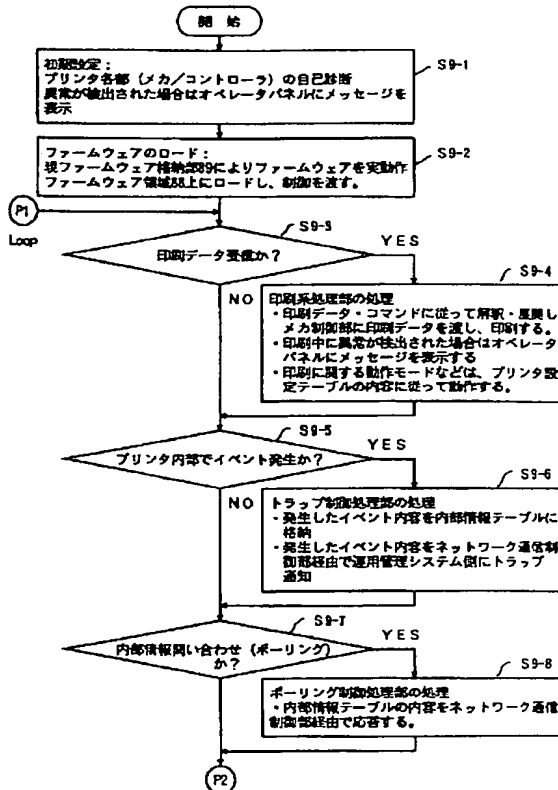 開 始
S9-1
初期設定：
プリンタ各部（メカ／コントローラ）の自己診断
異常が検出された場合はオペレータパネルにメッセージを
表示
S9-2
ファームウェアのロード：
現ファームウェア格納部89によりファームウェアを実動作
ファームウェア領域88上にロードし、制御を渡す。
P1
Loop
S9-3
印刷データ受信か？
YES
NO
S9-4
印刷系処理部の処理
・印刷データ・コマンドに従って解釈・展開し
メカ制御部に印刷データを渡し、印刷する。
・印刷中に異常が検出された場合はオペレータ
パネルにメッセージを表示する
・印刷に関する動作モードなどは、プリンタ設
定テーブルの内容に従って動作する。
S9-5
プリンタ内部でイベント発生か？
YES
NO
S9-6
トラップ制御処理部の処理
・発生したイベント内容を内部情報テーブルに
格納
・発生したイベント内容をネットワーク通信制
御部経由で運用管理システム側にトラップ
通知
S9-7
内部情報問い合わせ（ポーリング）
か？
YES
NO
S9-8
ポーリング制御処理部の処理
・内部情報テーブルの内容をネットワーク通信
制御部経由で応答する。
P2